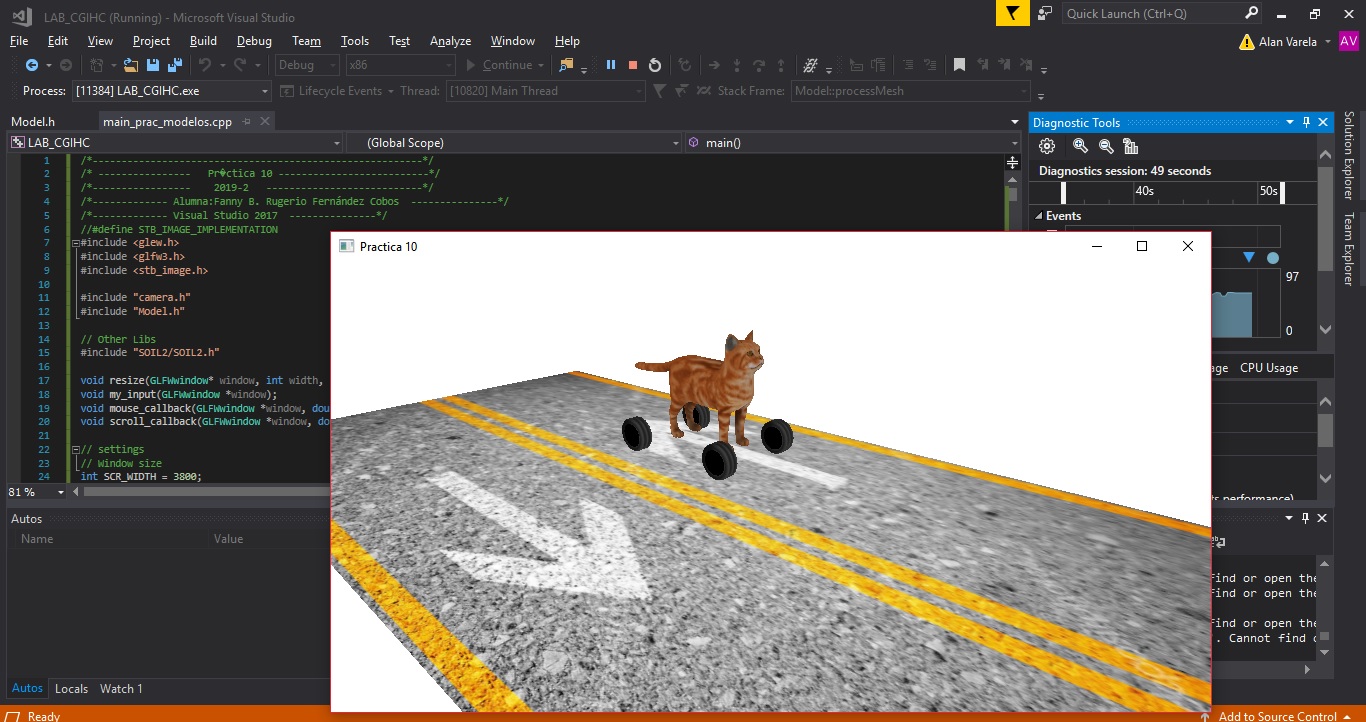 LAB_CGIHC (Running) - Microsoft Visual Studio
Quick Launch (Ctrl+Q)
File Edit View Project Build Debug Team Tools Test Analyze Window Help
Alan Varela AV
Debug x86 Continue
Process: [11384] LAB_CGIHC.exe Lifecycle Events Thread: [10820] Main Thread Stack Frame: Model::processMesh
Model.h main_prac_modelos.cpp
LAB_CGIHC (Global Scope) main()
1 /*---------------------------------------------------------*/
2 /* ---------------- Pr�ctica 10 --------------------------*/
3 /*----------------- 2019-2 ---------------------------*/
4 /*------------- Alumna:Fanny B. Rugerio Fernández Cobos ---------------*/
5 /*------------- Visual Studio 2017 ---------------*/
6 //#define STB_IMAGE_IMPLEMENTATION
7 #include <glew.h>
8 #include <glfw3.h>
9 #include <stb_image.h>
10
11 #include "camera.h"
12 #include "Model.h"
13
14 // Other Libs
15 #include "SOIL2/SOIL2.h"
16
17 void resize(GLFWwindow* window, int width,
18 void my_input(GLFWwindow *window);
19 void mouse_callback(GLFWwindow *window, dou
20 void scroll_callback(GLFWwindow *window, do
21
22 // settings
23 // Window size
24 int SCR_WIDTH = 3800;
81 %
Autos
Name Value
Autos Locals Watch 1
Ready
Practica 10
Diagnostic Tools
Diagnostics session: 49 seconds
40s 50s
Events
97
0
age CPU Usage
ts performance)
find or open the
find or open the
find or open the
. Cannot find
Add to Source Control
Solution Explorer
Team Explorer